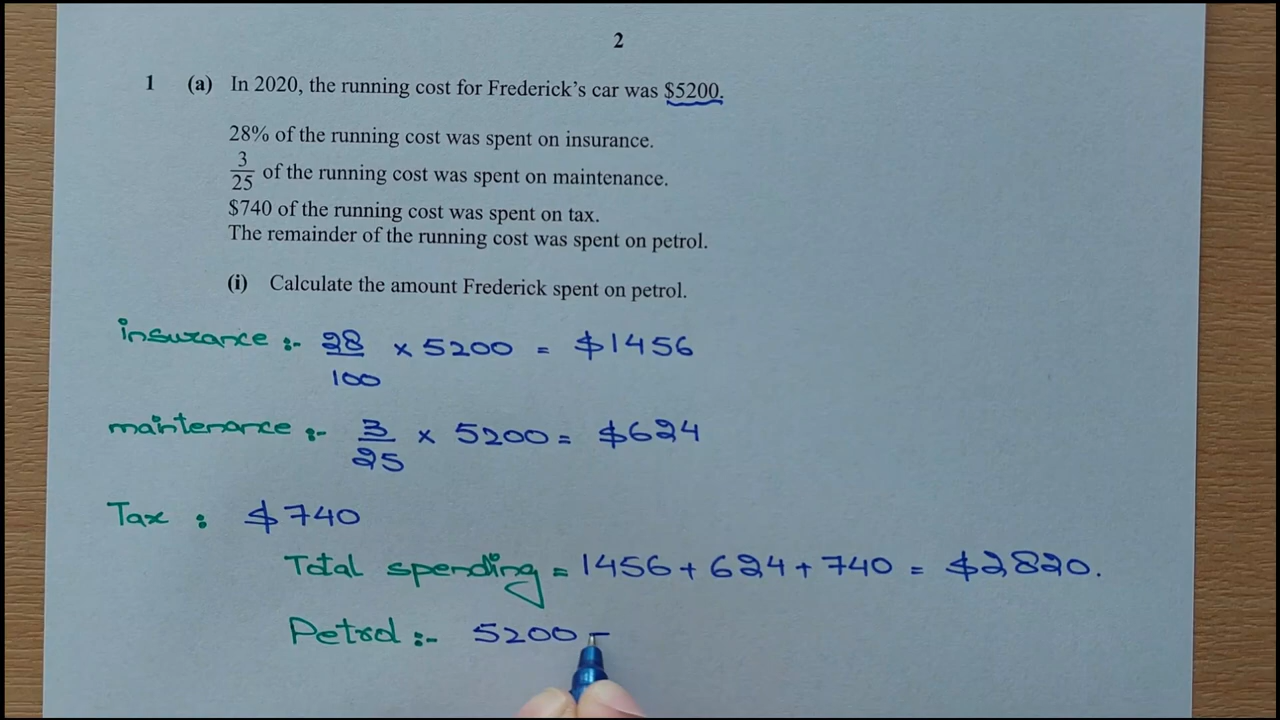 2
1 (a) In 2020, the running cost for Frederick's car was $5200.
28% of the running cost was spent on insurance.
3/25 of the running cost was spent on maintenance.
$740 of the running cost was spent on tax.
The remainder of the running cost was spent on petrol.
(i) Calculate the amount Frederick spent on petrol.
insurance :- 28/100 × 5200 = $1456
maintenance :- 3/25 × 5200 = $624
Tax : $740
Total spending = 1456 + 624 + 740 = $2820.
Petrol :- 5200 -